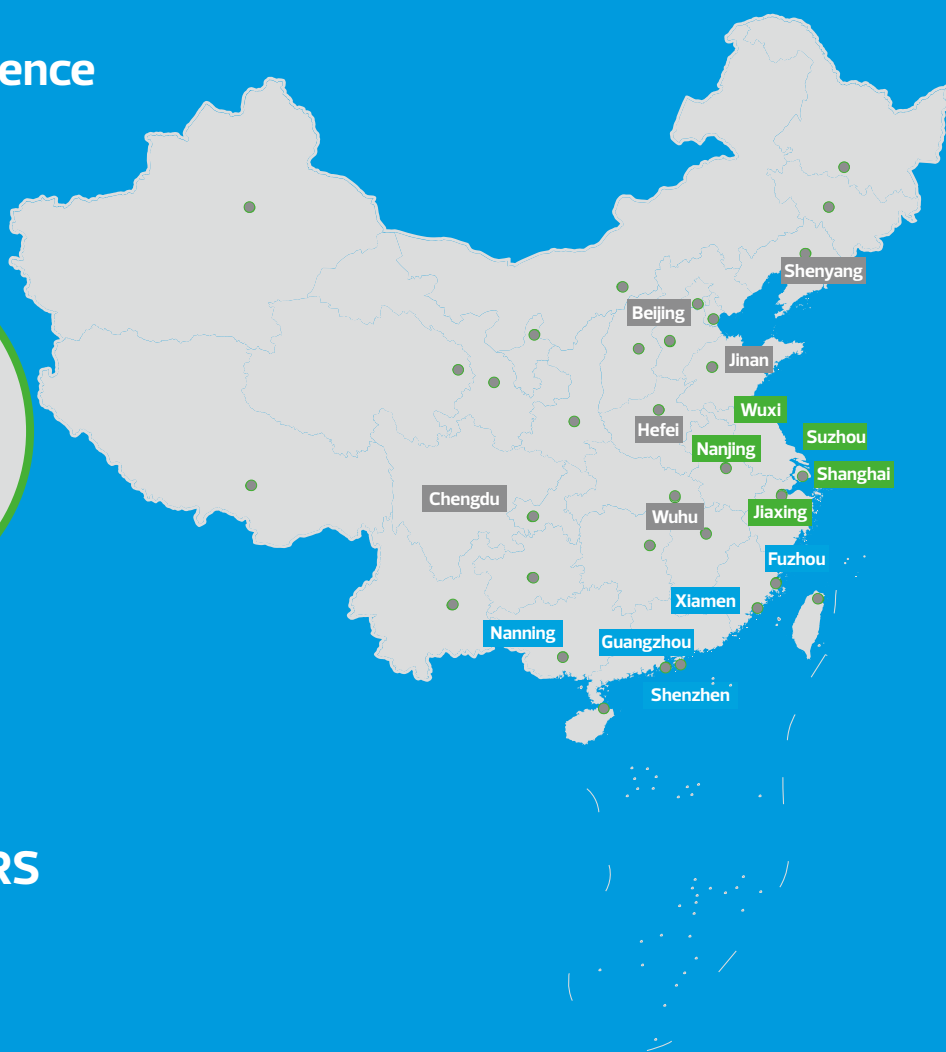 ence
Shenyang
Beijing
Jinan
Wuxi
Hefei
Suzhou
Nanjing
Shanghai
Chengdu
Jiaxing
Wuhu
Fuzhou
Xiamen
Nanning
Guangzhou
Shenzhen
RS